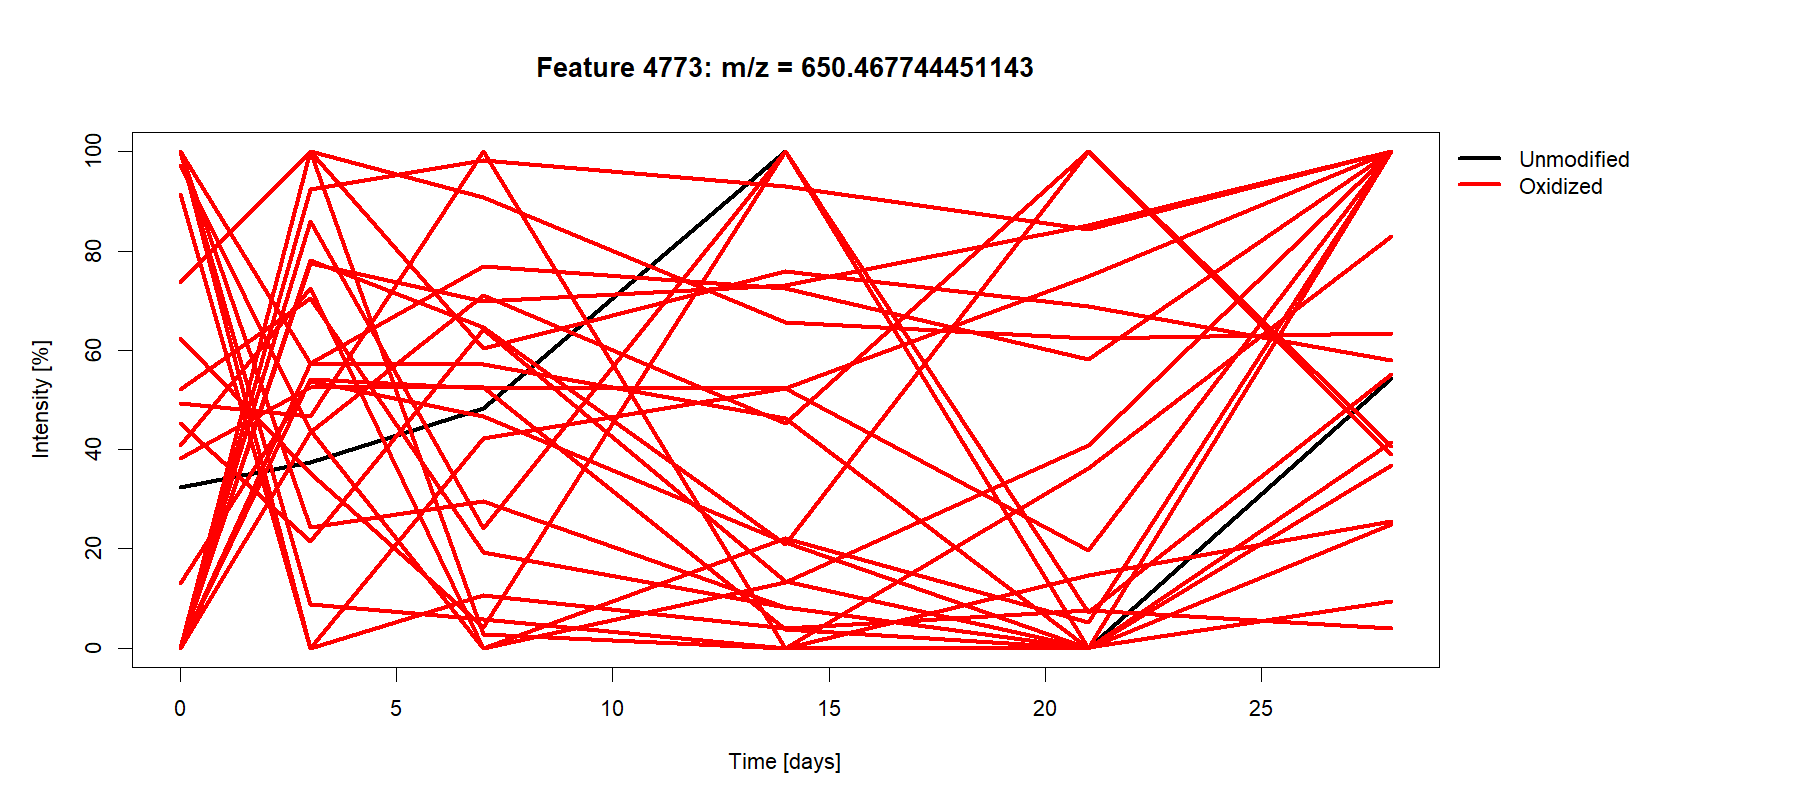 Feature 4773: m/z = 650.467744451143
Unmodified
Oxidized
Intensity [%]
100
80
60
40
20
0
0 5 10 15 20 25
Time [days]